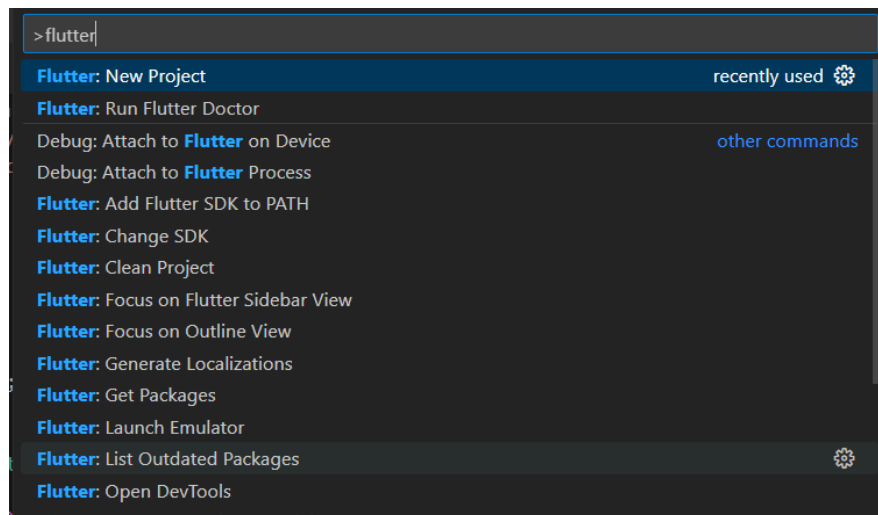 >flutter
Flutter: New Project recently used
Flutter: Run Flutter Doctor
Debug: Attach to Flutter on Device other commands
Debug: Attach to Flutter Process
Flutter: Add Flutter SDK to PATH
Flutter: Change SDK
Flutter: Clean Project
Flutter: Focus on Flutter Sidebar View
Flutter: Focus on Outline View
Flutter: Generate Localizations
Flutter: Get Packages
Flutter: Launch Emulator
Flutter: List Outdated Packages
Flutter: Open DevTools